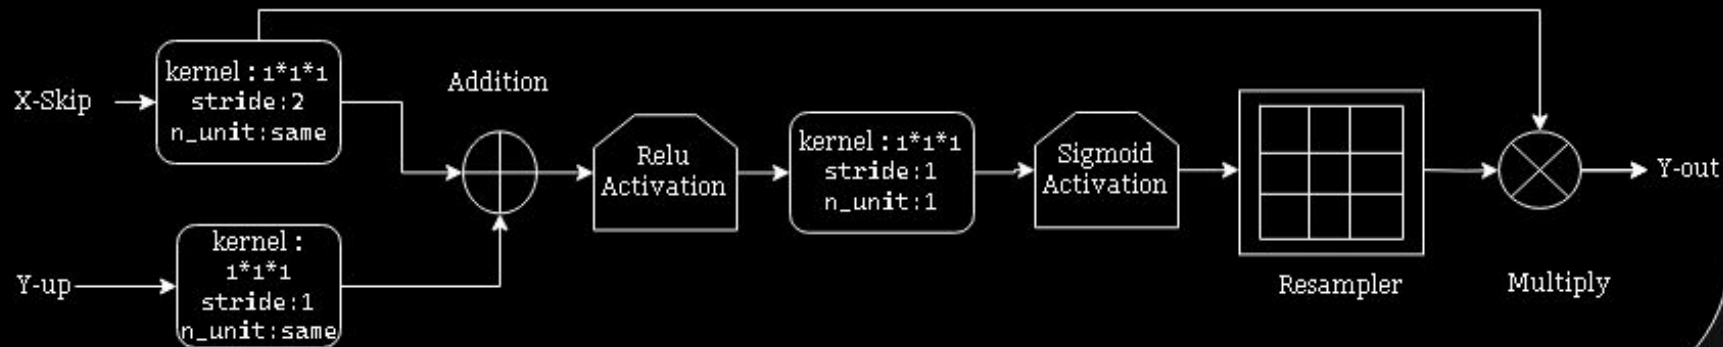 X-Skip
kernel:1*1*1
stride:2
n_unit:same
Addition
Relu
Activation
kernel:1*1*1
stride:1
n_unit:1
Sigmoid
Activation
Resampler
Multiply
Y-out
Y-up
kernel:
1*1*1
stride:1
n_unit:same